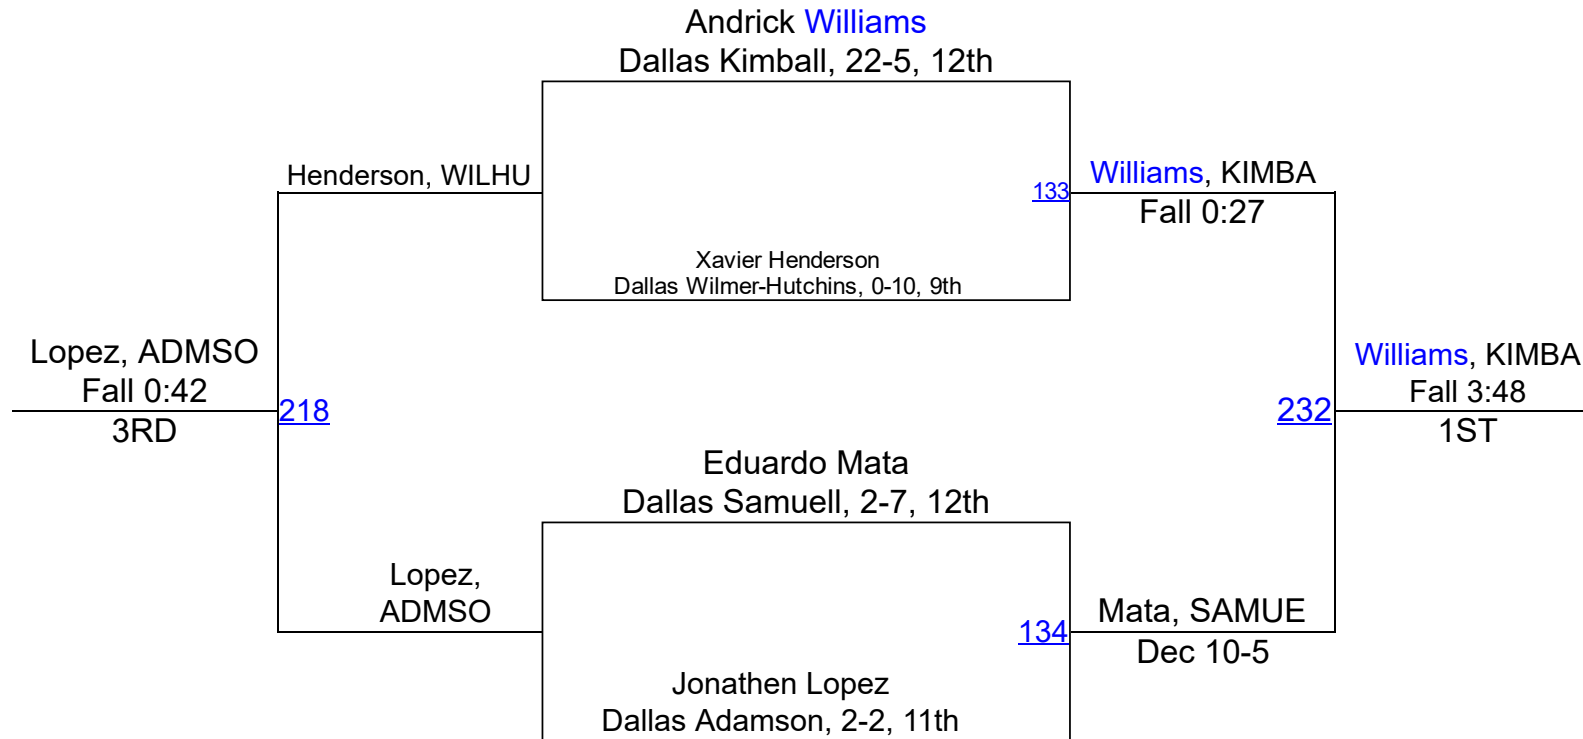 Andrick Williams
Dallas Kimball, 22-5, 12th
Henderson, WILHU
133
Williams, KIMBA
Fall 0:27
Xavier Henderson
Dallas Wilmer-Hutchins, 0-10, 9th
Lopez, ADMSO
Fall 0:42
3RD
218
232
Williams, KIMBA
Fall 3:48
1ST
Eduardo Mata
Dallas Samuell, 2-7, 12th
Lopez,
ADMSO
134
Mata, SAMUE
Dec 10-5
Jonathen Lopez
Dallas Adamson, 2-2, 11th